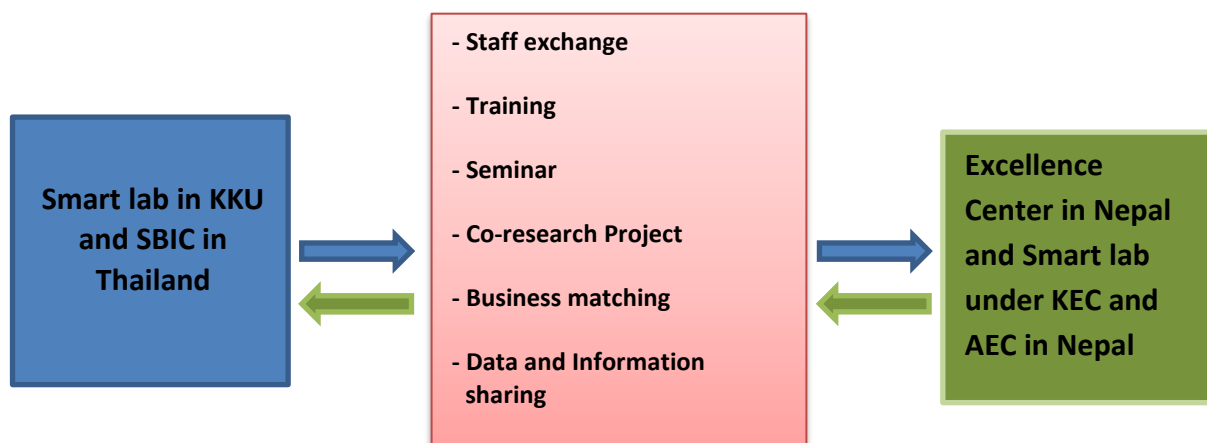 Smart lab in KKU
and SBIC in
Thailand
- Staff exchange
- Training
- Seminar
- Co-research Project
- Business matching
- Data and Information
sharing
Excellence
Center in Nepal
and Smart lab
under KEC and
AEC in Nepal